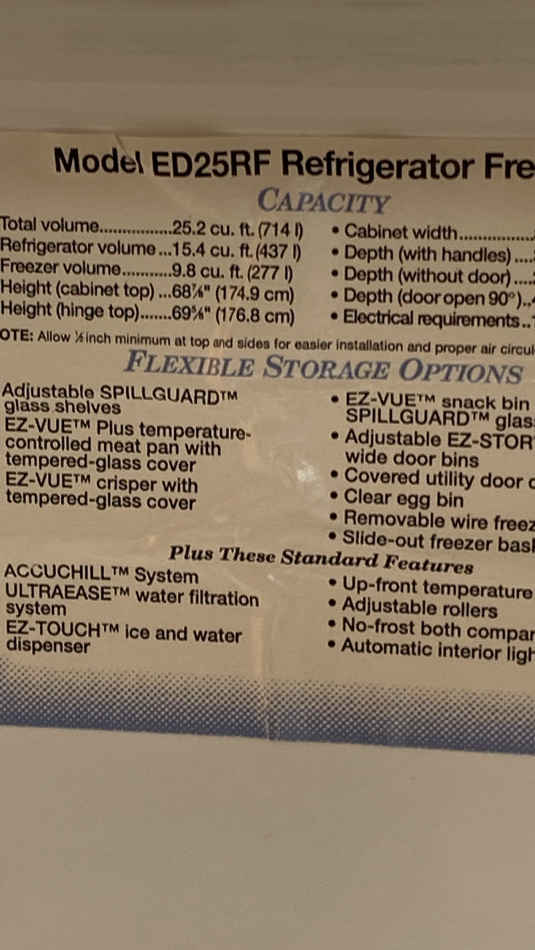 Model ED25RF Refrigerator Fre
CAPACITY
Total volume...............25.2 cu. ft. (714 l)
Refrigerator volume...15.4 cu. ft. (437 l)
Freezer volume...........9.8 cu. ft. (277 l)
Height (cabinet top) ...68⅞" (174.9 cm)
Height (hinge top).......69⅝" (176.8 cm)
• Cabinet width...............
• Depth (with handles)....
• Depth (without door)....
• Depth (door open 90°)..
• Electrical requirements..
OTE: Allow inch minimum at top and sides for easier installation and proper air circul
FLEXIBLE STORAGE OPTIONS
Adjustable SPILLGUARD™
glass shelves
EZ-VUE™ Plus temperature-
controlled meat pan with
tempered-glass cover
EZ-VUE™ crisper with
tempered-glass cover
• EZ-VUE™ snack bin
SPILLGUARD™ glas
• Adjustable EZ-STOR
wide door bins
• Covered utility door
• Clear egg bin
• Removable wire freez
• Slide-out freezer bas
Plus These Standard Features
ACCUCHILL™ System
ULTRAEASE™ water filtration
system
EZ-TOUCH™ ice and water
dispenser
• Up-front temperature
• Adjustable rollers
• No-frost both compar
• Automatic interior ligh